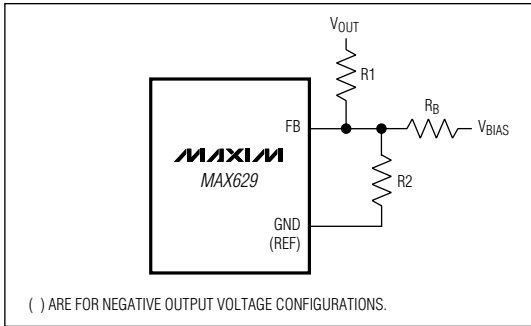 VOUT
R1
RB
FB
VBIAS
MAXIM
MAX629
R2
GND
(REF)
( ) ARE FOR NEGATIVE OUTPUT VOLTAGE CONFIGURATIONS.